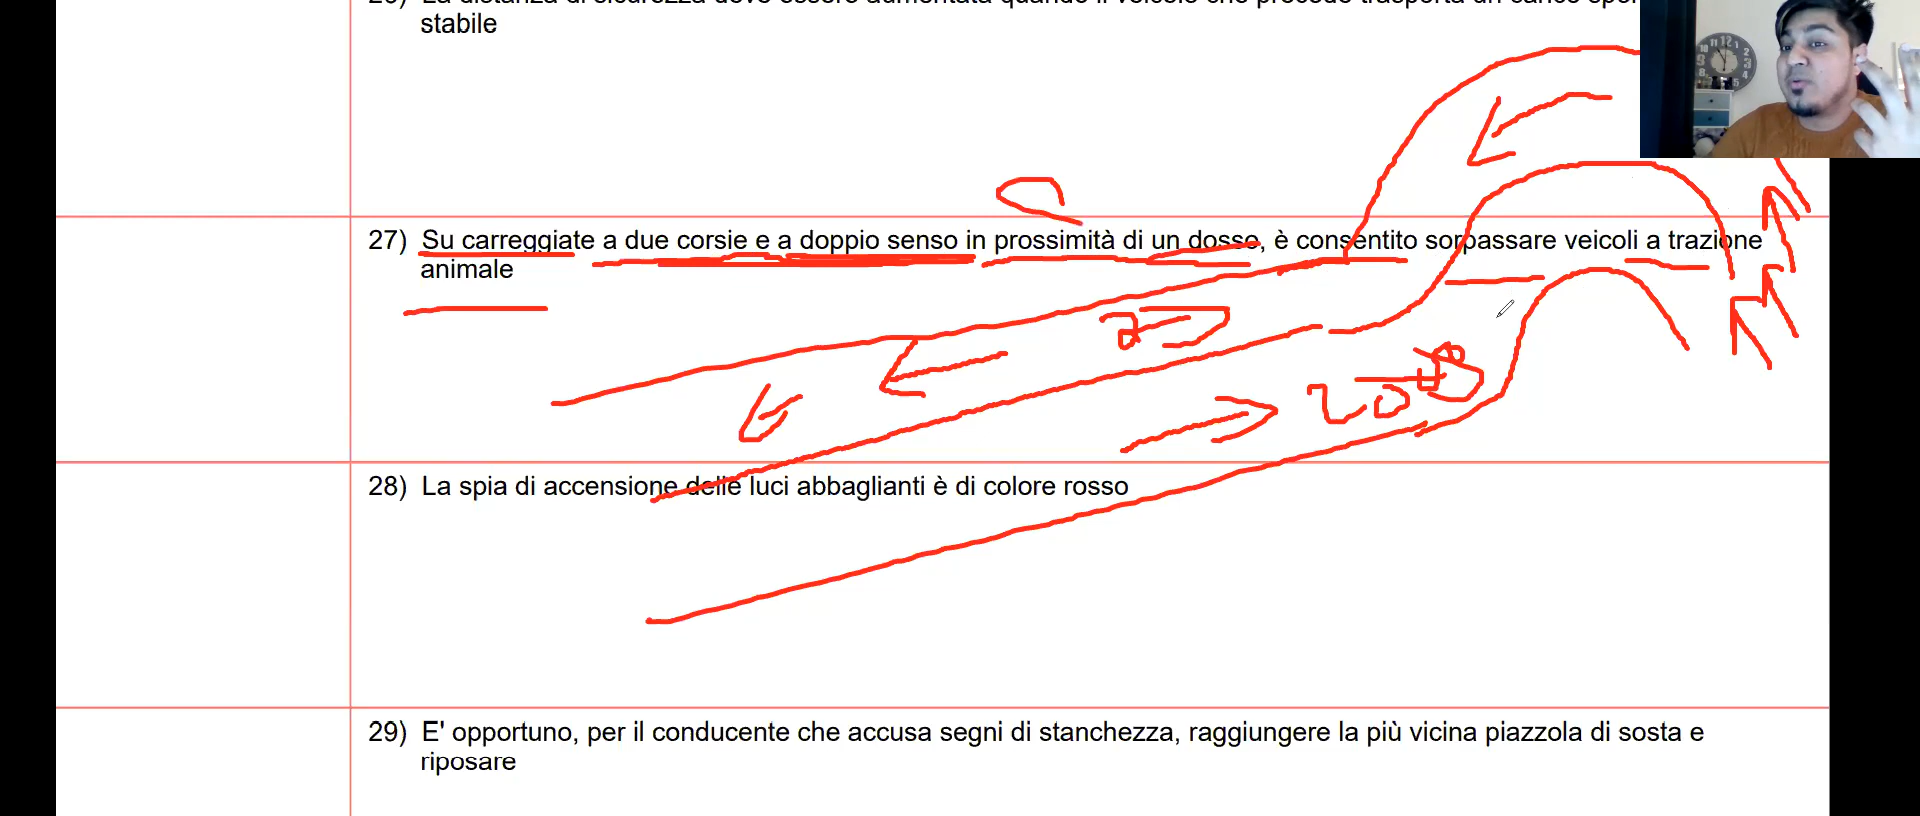 stabile
27) Su carreggiate a due corsie e a doppio senso in prossimità di un dosso, è consentito sorpassare veicoli a trazione
animale
20
28) La spia di accensione delle luci abbaglianti è di colore rosso
29) E' opportuno, per il conducente che accusa segni di stanchezza, raggiungere la più vicina piazzola di sosta e
riposare